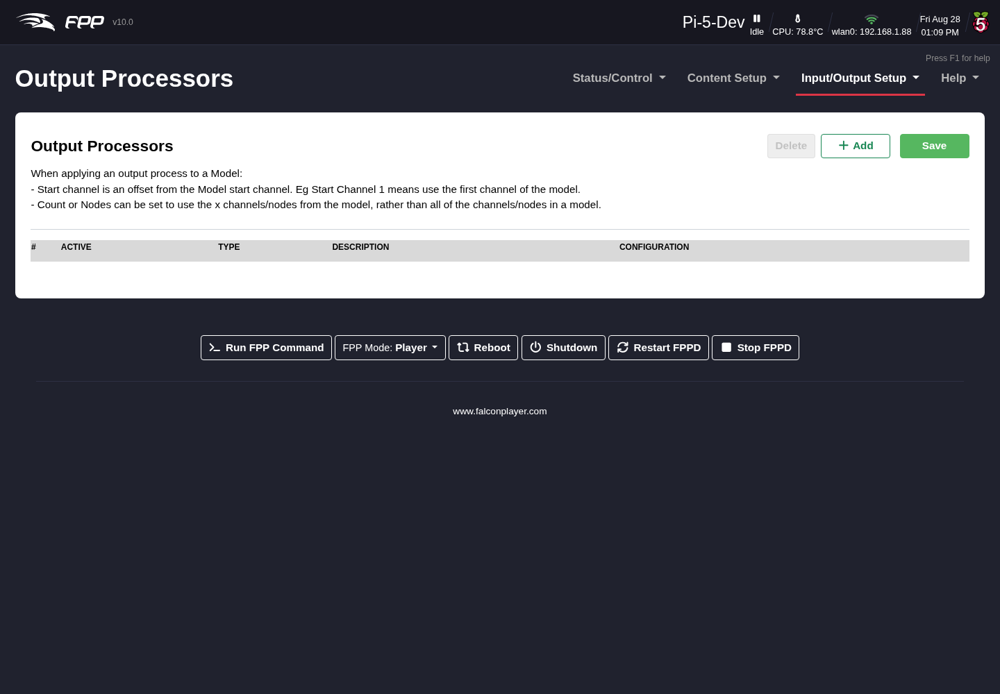 FPP v10.0
Pi-5-Dev
Idle
CPU: 78.8°C
wlan0: 192.168.1.88
Fri Aug 28
01:09 PM
5
Press F1 for help
Output Processors
Status/Control
Content Setup
Input/Output Setup
Help
Output Processors
Delete
Add
Save
When applying an output process to a Model:
- Start channel is an offset from the Model start channel. Eg Start Channel 1 means use the first channel of the model.
- Count or Nodes can be set to use the x channels/nodes from the model, rather than all of the channels/nodes in a model.
# ACTIVE TYPE DESCRIPTION CONFIGURATION
Run FPP Command
FPP Mode: Player
Reboot
Shutdown
Restart FPPD
Stop FPPD
www.falconplayer.com